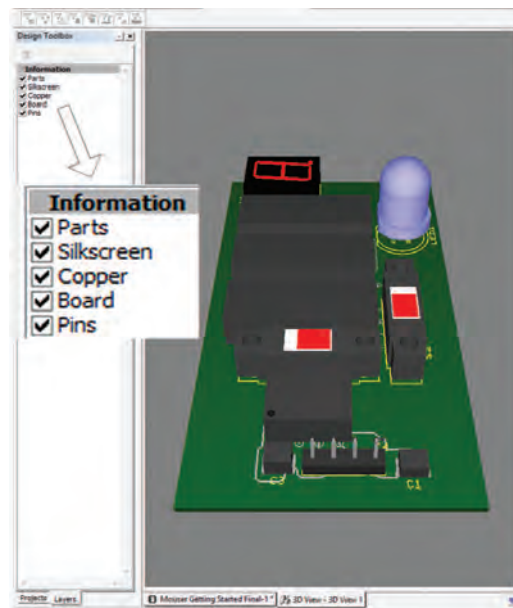 Design Toolbox
Information
Parts
Silkscreen
Copper
Board
Pins
Information
Parts
Silkscreen
Copper
Board
Pins
LED1
C1
Projects
Layers
Mouser Getting Started Final-1 *
3D View - 3D View 1